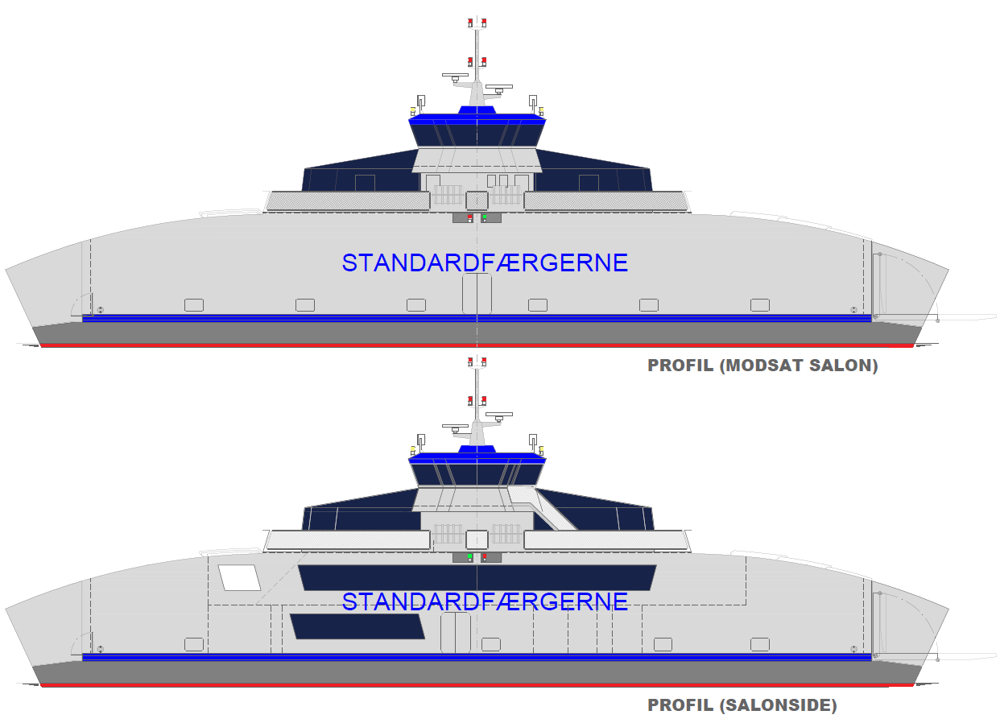 STANDARDFÆRGERNE
PROFIL (MODSAT SALON)
STANDARDFÆRGERNE
PROFIL (SALONSIDE)